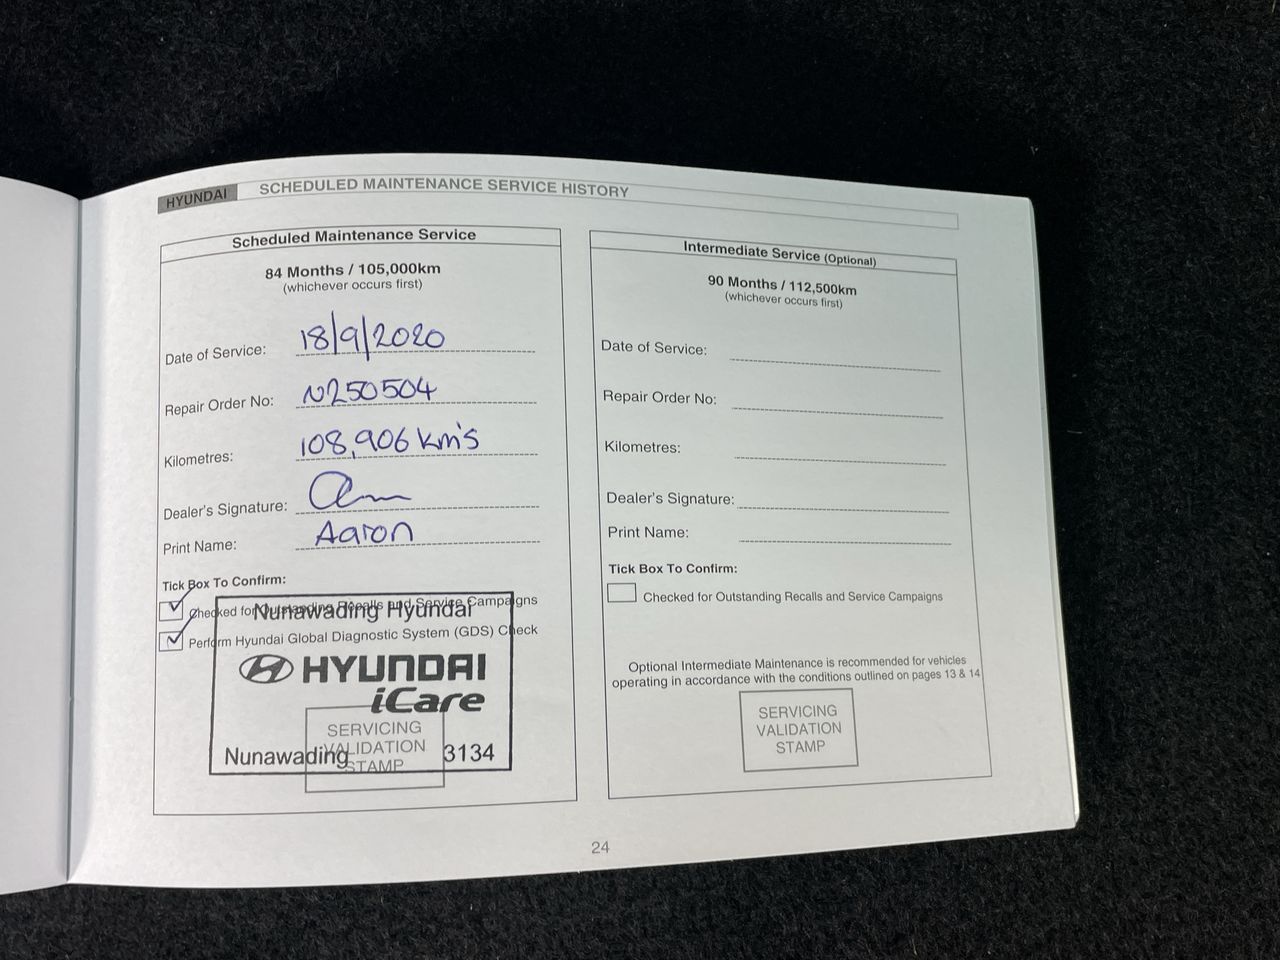 HYUNDAI SCHEDULED MAINTENANCE SERVICE HISTORY
Scheduled Maintenance Service
84 Months / 105,000km
(whichever occurs first)
Date of Service: 18/9/2020
Repair Order No: N250504
Kilometres: 108,906 Km's
Dealer's Signature:
Print Name: Aaron
Tick Box To Confirm:
Checked for Outstanding Recalls and Service Campaigns
Nunawading Hyundai
Perform Hyundai Global Diagnostic System (GDS) Check
HYUNDAI
iCare
SERVICING
VALIDATION
STAMP
Nunawading 3134
Intermediate Service (Optional)
90 Months / 112,500km
(whichever occurs first)
Date of Service:
Repair Order No:
Kilometres:
Dealer's Signature:
Print Name:
Tick Box To Confirm:
Checked for Outstanding Recalls and Service Campaigns
Optional Intermediate Maintenance is recommended for vehicles
operating in accordance with the conditions outlined on pages 13 & 14
SERVICING
VALIDATION
STAMP
24